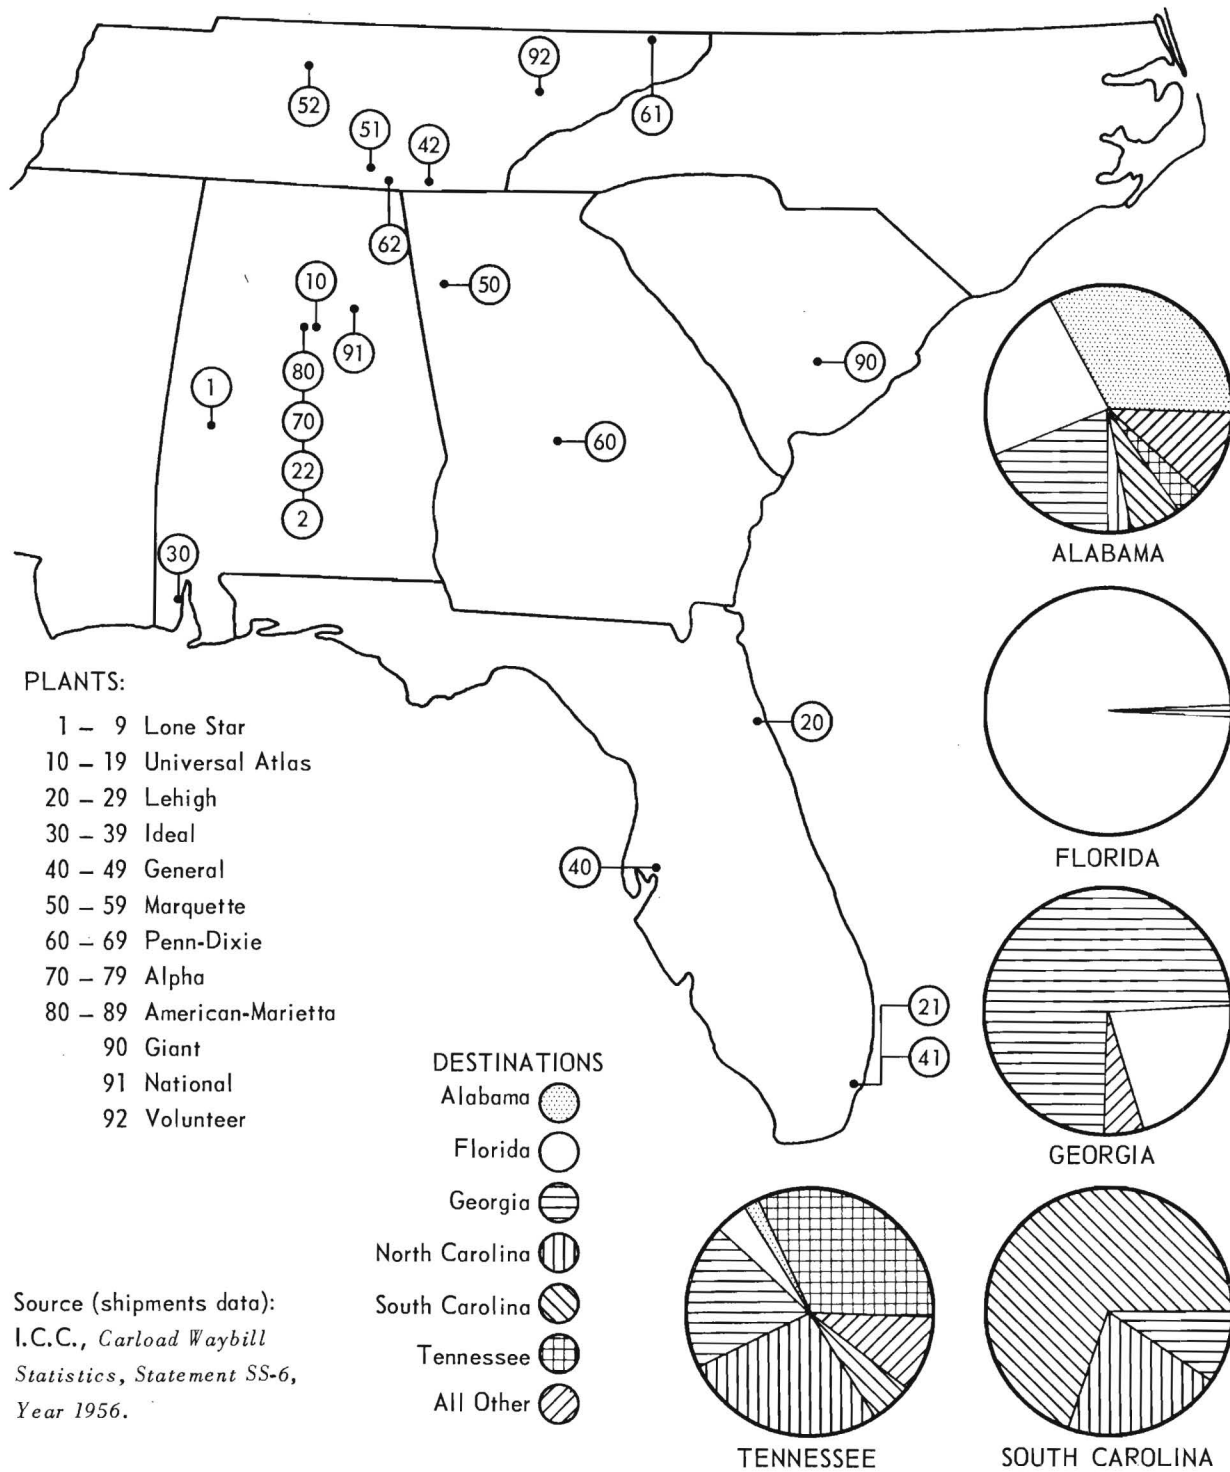 92
52
61
51
42
62
10
50
91
80
90
1
70
60
22
2
30
ALABAMA
PLANTS:
1 – 9 Lone Star
10 – 19 Universal Atlas
20 – 29 Lehigh
30 – 39 Ideal
40 – 49 General
50 – 59 Marquette
60 – 69 Penn-Dixie
70 – 79 Alpha
80 – 89 American-Marietta
90 Giant
91 National
92 Volunteer
20
40
FLORIDA
21
41
GEORGIA
DESTINATIONS
Alabama
Florida
Georgia
North Carolina
South Carolina
Tennessee
All Other
Source (shipments data):
I.C.C., Carload Waybill
Statistics, Statement SS-6,
Year 1956.
TENNESSEE
SOUTH CAROLINA